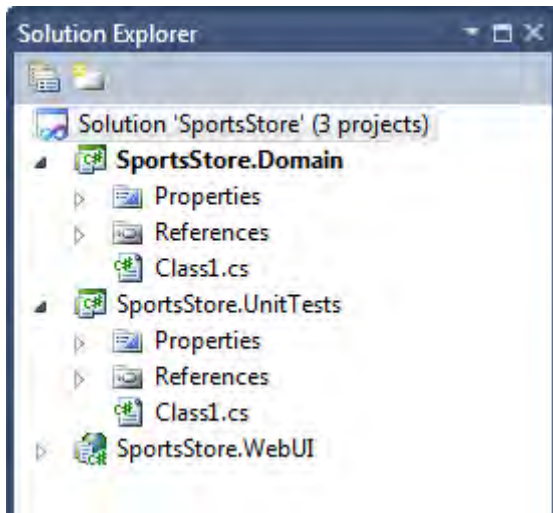 Solution Explorer
Solution 'SportsStore' (3 projects)
SportsStore.Domain
Properties
References
Class1.cs
SportsStore.UnitTests
Properties
References
Class1.cs
SportsStore.WebUI